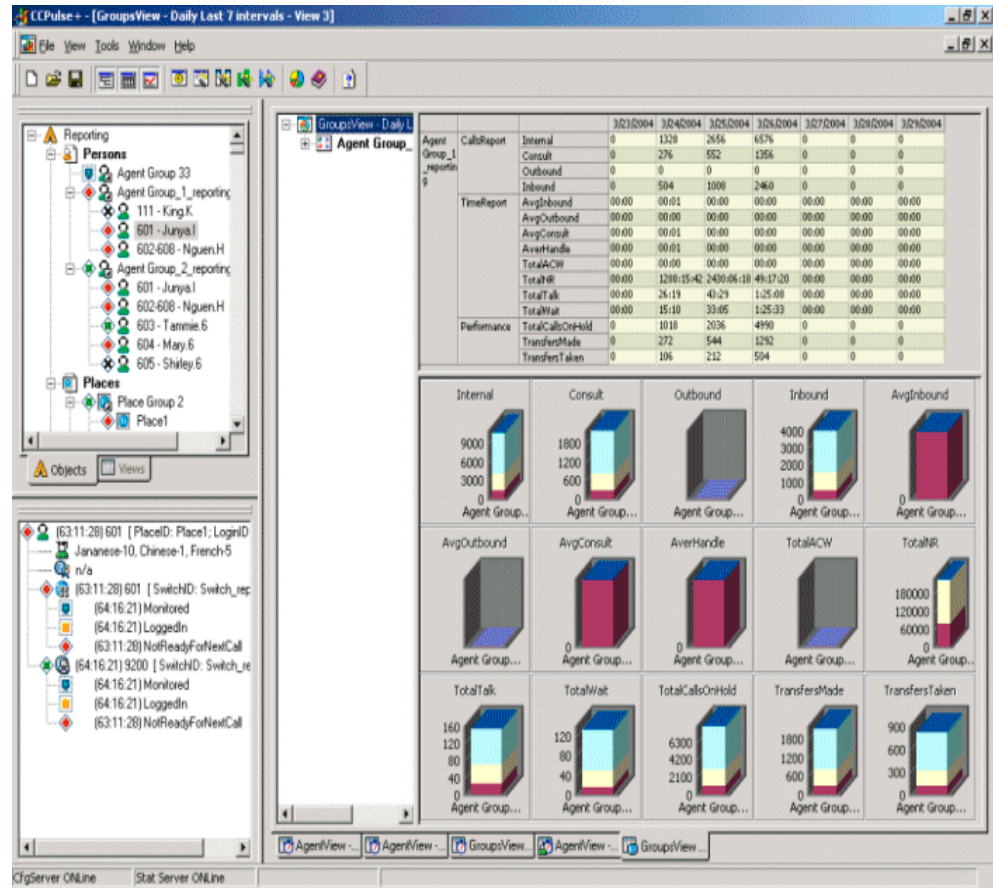 CCPulse+ - [GroupsView - Daily Last 7 intervals - View 3]
File View Tools Window Help
Reporting
Persons
Agent Group 33
Agent Group_1_reporting
111 - King.K
601 - Junya.I
602-608 - Nguen.H
Agent Group_2_reporting
601 - Junya.I
602-608 - Nguen.H
603 - Tammie.6
604 - Mary.6
605 - Shirley.6
Places
Place Group 2
Place1
Objects Views
(63:11:28) 601 [ PlaceID: Place1; LoginID
Jananese-10, Chinese-1, French-5
n/a
(63:11:28) 601 [ SwitchID: Switch_rep
(64:16:21) Monitored
(64:16:21) LoggedIn
(63:11:28) NotReadyForNextCall
(64:16:21) 9200 [ SwitchID: Switch_re
(64:16:21) Monitored
(64:16:21) LoggedIn
(63:11:28) NotReadyForNextCall
GroupsView - Daily L
Agent Group_
3/23/2004 3/24/2004 3/25/2004 3/26/2004 3/27/2004 3/28/2004 3/29/2004
Agent Group_1_reporting CallsReport Internal 0 1328 2656 6576 0 0 0
Consult 0 276 552 1356 0 0 0
Outbound 0 0 0 0 0 0 0
Inbound 0 504 1008 2460 0 0 0
TimeReport AvgInbound 00:00 00:01 00:00 00:00 00:00 00:00 00:00
AvgOutbound 00:00 00:00 00:00 00:00 00:00 00:00 00:00
AvgConsult 00:00 00:01 00:00 00:00 00:00 00:00 00:00
AverHandle 00:00 00:01 00:00 00:00 00:00 00:00 00:00
TotalACW 00:00 00:00 00:00 00:00 00:00 00:00 00:00
TotalNR 00:00 1288:15:42 2430:06:18 49:17:20 00:00 00:00 00:00
TotalTalk 00:00 26:19 43:29 1:25:08 00:00 00:00 00:00
TotalWait 00:00 15:10 33:05 1:25:33 00:00 00:00 00:00
Performance TotalCallsOnHold 0 1018 2036 4990 0 0 0
TransfersMade 0 272 544 1292 0 0 0
TransfersTaken 0 106 212 504 0 0 0
Internal Consult Outbound Inbound AvgInbound
9000 6000 3000 0
1800 1200 600 0
4000 3000 2000 1000 0
0
Agent Group... Agent Group... Agent Group... Agent Group... Agent Group...
AvgOutbound AvgConsult AverHandle TotalACW TotalNR
0
0
180000 120000 60000 0
Agent Group... Agent Group... Agent Group... Agent Group... Agent Group..
TotalTalk TotalWait TotalCallsOnHold TransfersMade TransfersTaken
160 120 80 40 0
120 80 40 0
6300 4200 2100 0
1800 1200 600 0
900 600 300 0
Agent Group... Agent Group... Agent Group... Agent Group... Agent Group...
AgentView -... AgentView -... GroupsView... AgentView -... GroupsView ...
CfgServer ONLine Stat Server ONLine